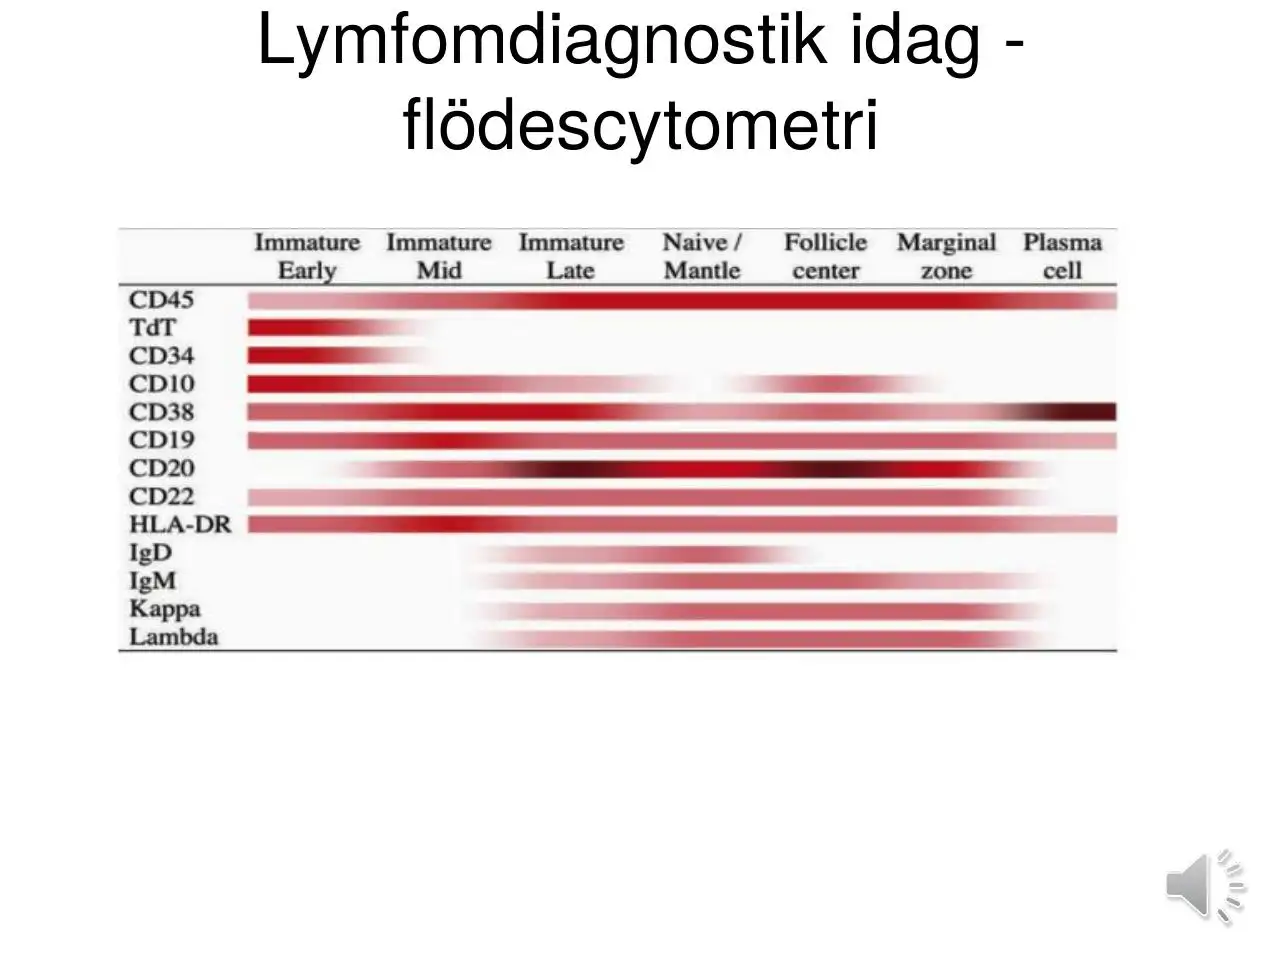 Lymfomdiagnostik idag -
flödescytometri
Immature Early
Immature Mid
Immature Late
Naive / Mantle
Follicle center
Marginal zone
Plasma cell
CD45
TdT
CD34
CD10
CD38
CD19
CD20
CD22
HLA-DR
IgD
IgM
Kappa
Lambda